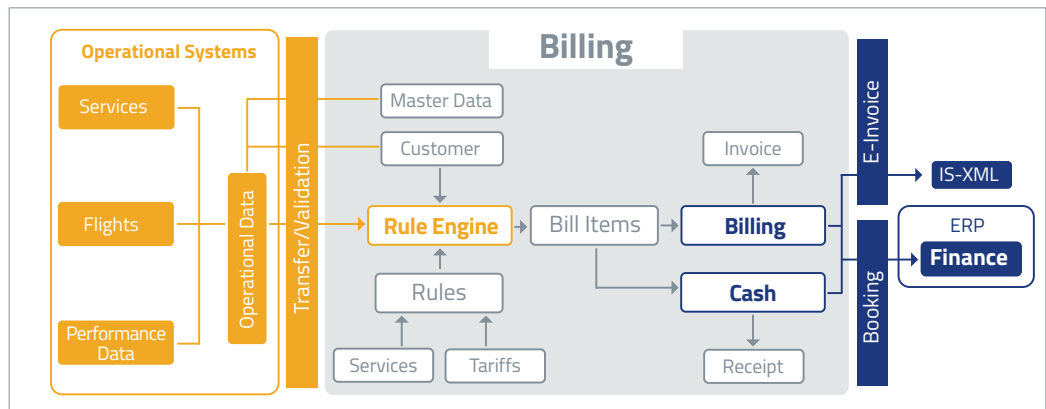 Operational Systems
Services
Flights
Performance
Data
Operational Data
Transfer/Validation
Billing
Master Data
Customer
Rule Engine
Rules
Services
Tariffs
Bill Items
Invoice
Billing
Cash
Receipt
E-Invoice
Booking
IS-XML
ERP
Finance